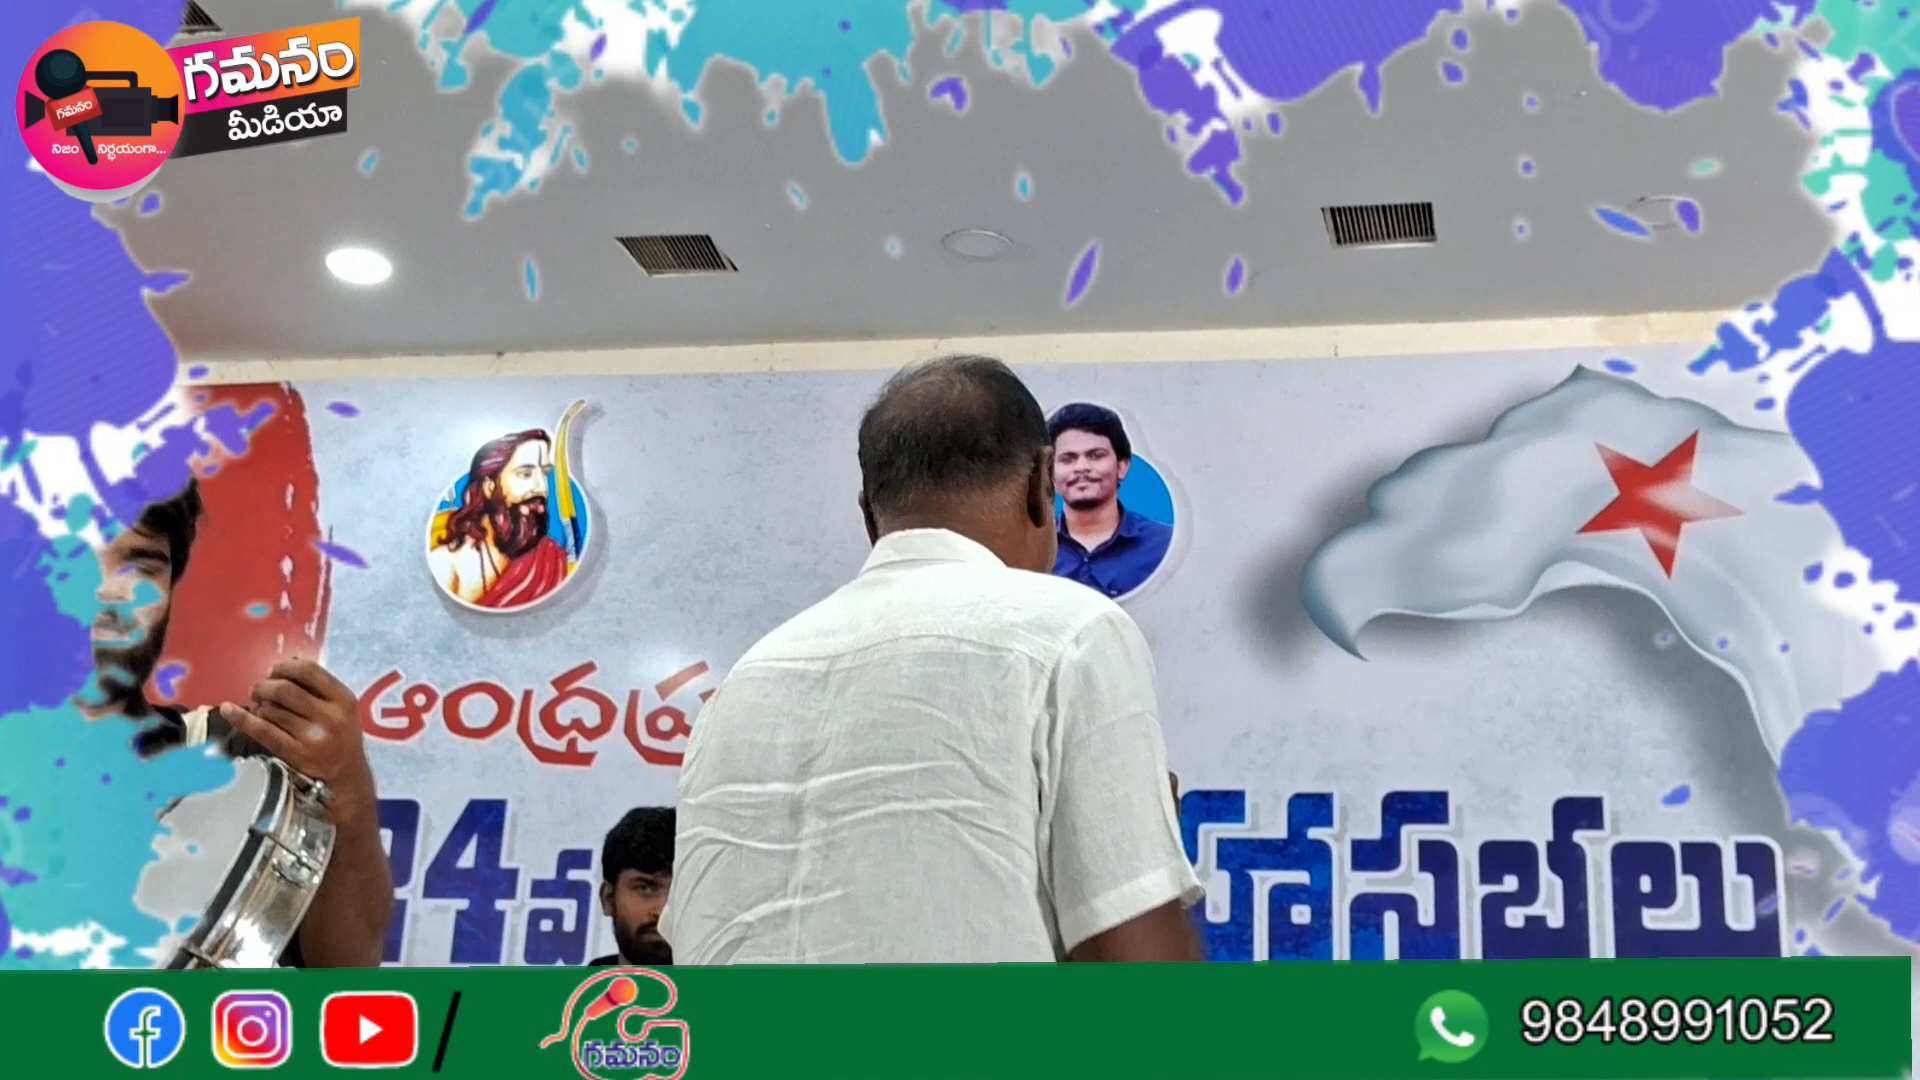 గమనం
మీడియా
గమనం
నిజం నిర్భయంగా...
ఆంధ్రప్ర
24వ
హాసభలు
గమనం
9848991052